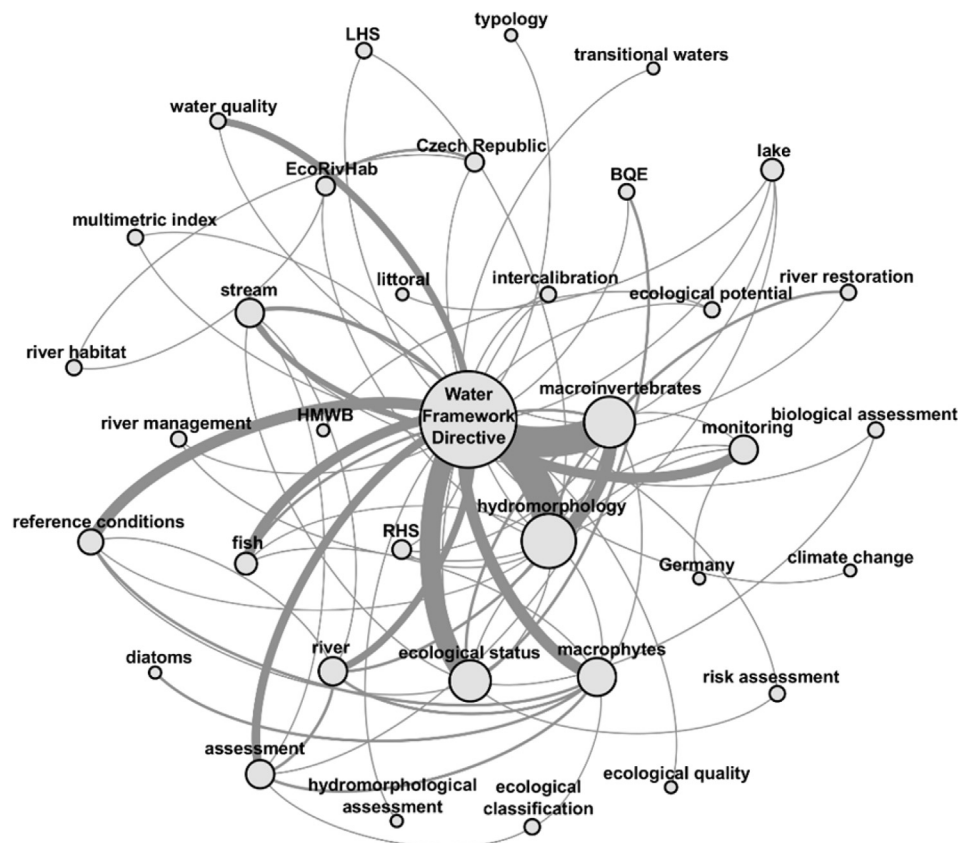 typology
LHS
transitional waters
water quality
Czech Republic
lake
EcoRivHab
BQE
multimetric index
littoral
intercalibration
river restoration
stream
ecological potential
river habitat
Water
Framework
Directive
macroinvertebrates
river management
HMWB
biological assessment
monitoring
reference conditions
hydromorphology
fish
RHS
Germany
climate change
diatoms
river
ecological status
macrophytes
risk assessment
assessment
hydromorphological
assessment
ecological
classification
ecological quality